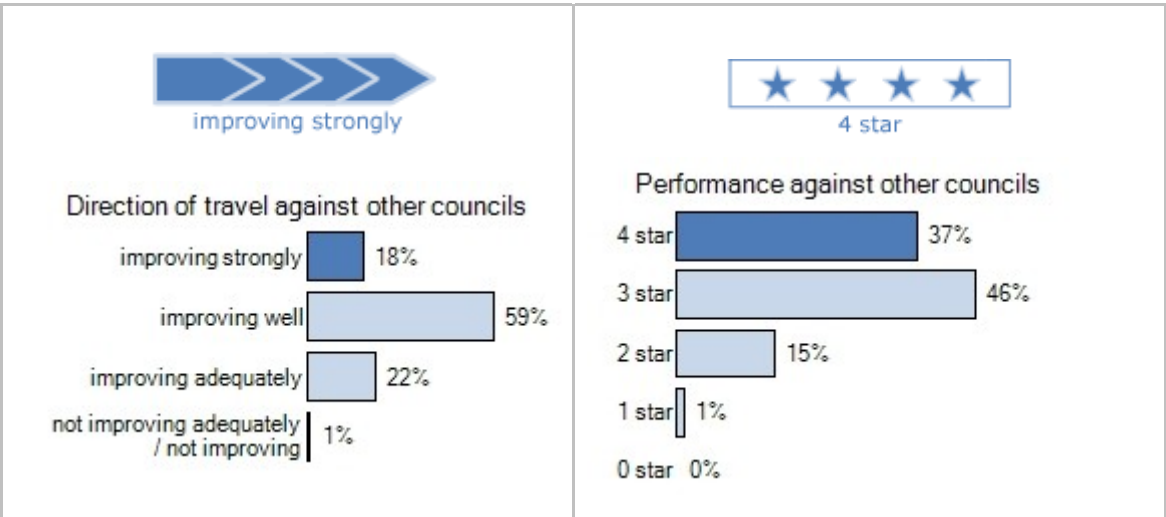 improving strongly
Direction of travel against other councils
improving strongly 18%
improving well 59%
improving adequately 22%
not improving adequately
/ not improving 1%
4 star
Performance against other councils
4 star 37%
3 star 46%
2 star 15%
1 star 1%
0 star 0%